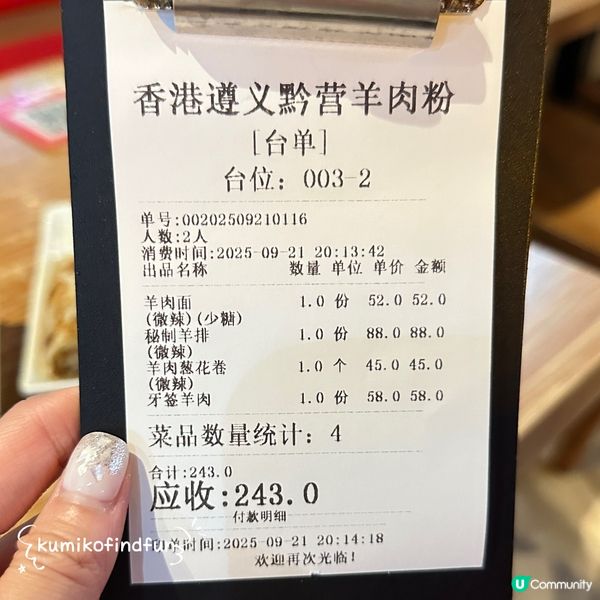 香港遵义黔营羊肉粉
[台单]
台位: 003-2
单号:00202509210116
人数:2人
消费时间:2025-09-21 20:13:42
出品名称 数量 单位 单价 金额
羊肉面 1.0 份 52.0 52.0
(微辣)(少糖)
秘制羊排 1.0 份 88.0 88.0
(微辣)
羊肉葱花卷 1.0 个 45.0 45.0
(微辣)
牙签羊肉 1.0 份 58.0 58.0
菜品数量统计: 4
合计:243.0
应收:243.0
付款明细
时间:2025-09-21 20:14:18
欢迎再次光临!
kumikofindfun
U Community